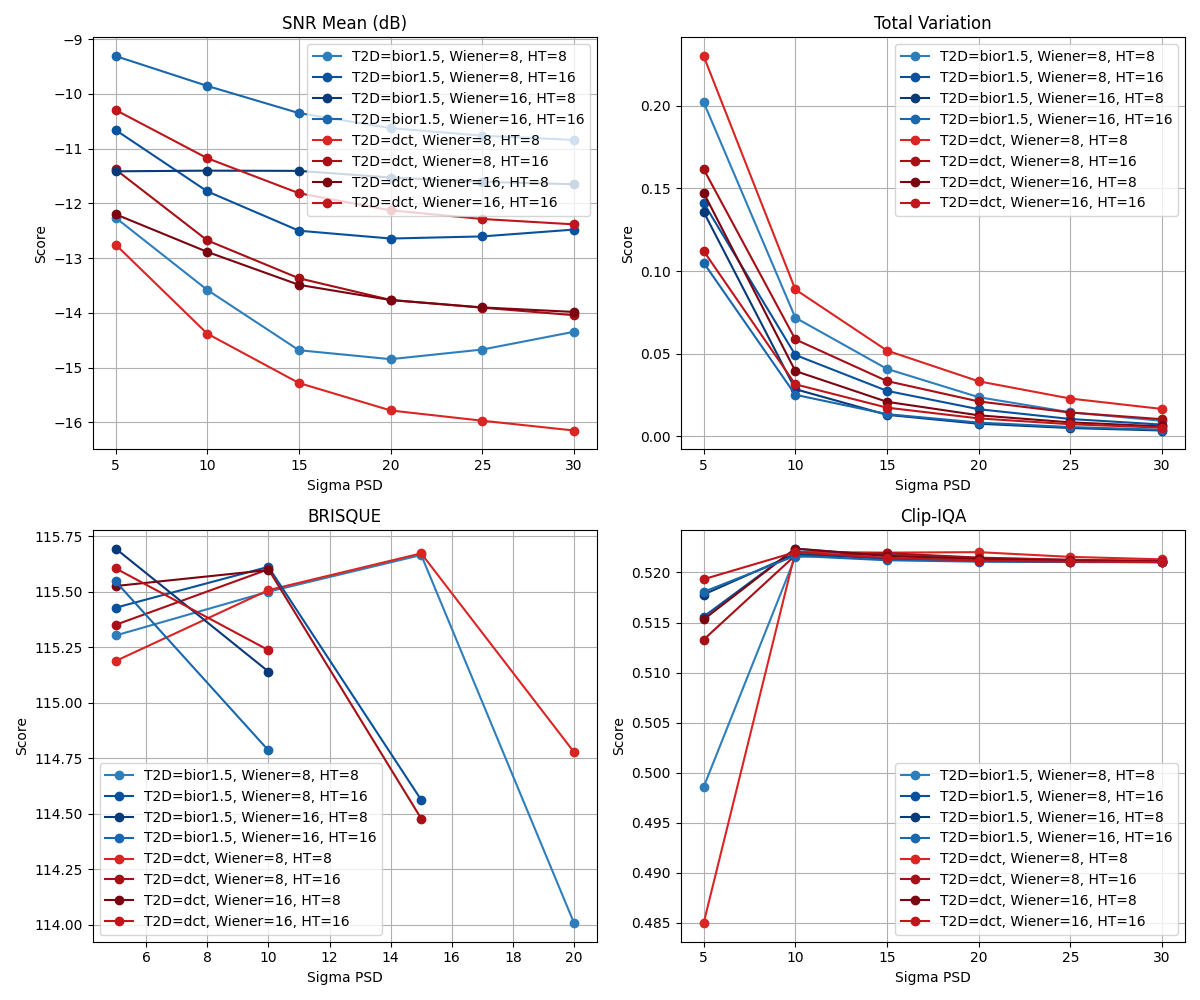 SNR Mean (dB)
−9
−10
−11
−12
−13
−14
−15
−16
Score
5 10 15 20 25 30
Sigma PSD
T2D=bior1.5, Wiener=8, HT=8
T2D=bior1.5, Wiener=8, HT=16
T2D=bior1.5, Wiener=16, HT=8
T2D=bior1.5, Wiener=16, HT=16
T2D=dct, Wiener=8, HT=8
T2D=dct, Wiener=8, HT=16
T2D=dct, Wiener=16, HT=8
T2D=dct, Wiener=16, HT=16
Total Variation
0.20
0.15
0.10
0.05
0.00
Score
5 10 15 20 25 30
Sigma PSD
T2D=bior1.5, Wiener=8, HT=8
T2D=bior1.5, Wiener=8, HT=16
T2D=bior1.5, Wiener=16, HT=8
T2D=bior1.5, Wiener=16, HT=16
T2D=dct, Wiener=8, HT=8
T2D=dct, Wiener=8, HT=16
T2D=dct, Wiener=16, HT=8
T2D=dct, Wiener=16, HT=16
BRISQUE
115.75
115.50
115.25
115.00
114.75
114.50
114.25
114.00
Score
6 8 10 12 14 16 18 20
Sigma PSD
T2D=bior1.5, Wiener=8, HT=8
T2D=bior1.5, Wiener=8, HT=16
T2D=bior1.5, Wiener=16, HT=8
T2D=bior1.5, Wiener=16, HT=16
T2D=dct, Wiener=8, HT=8
T2D=dct, Wiener=8, HT=16
T2D=dct, Wiener=16, HT=8
T2D=dct, Wiener=16, HT=16
Clip-IQA
0.520
0.515
0.510
0.505
0.500
0.495
0.490
0.485
Score
5 10 15 20 25 30
Sigma PSD
T2D=bior1.5, Wiener=8, HT=8
T2D=bior1.5, Wiener=8, HT=16
T2D=bior1.5, Wiener=16, HT=8
T2D=bior1.5, Wiener=16, HT=16
T2D=dct, Wiener=8, HT=8
T2D=dct, Wiener=8, HT=16
T2D=dct, Wiener=16, HT=8
T2D=dct, Wiener=16, HT=16